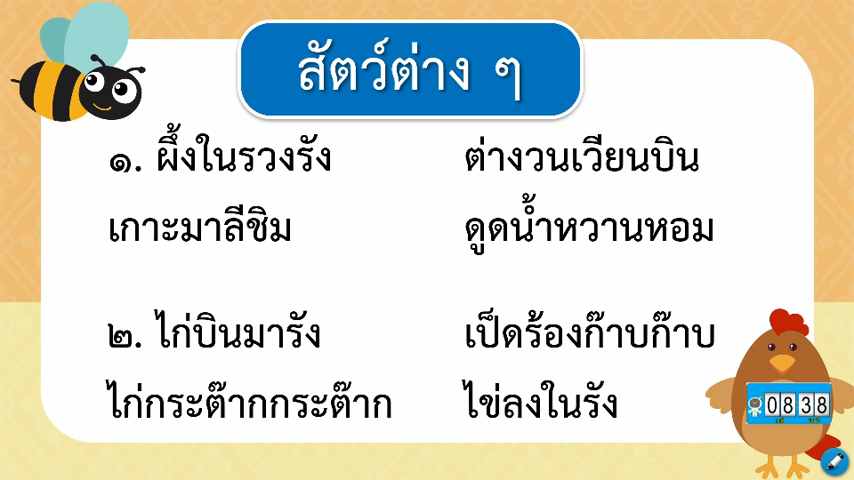 สัตว์ต่าง ๆ
๑. ผึ้งในรวงรัง ต่างวนเวียนบิน
เกาะมาลีชิม ดูดน้ำหวานหอม
๒. ไก่บินมารัง เป็ดร้องก๊าบก๊าบ
ไก่กระต๊ากกระต๊าก ไข่ลงในรัง
0838